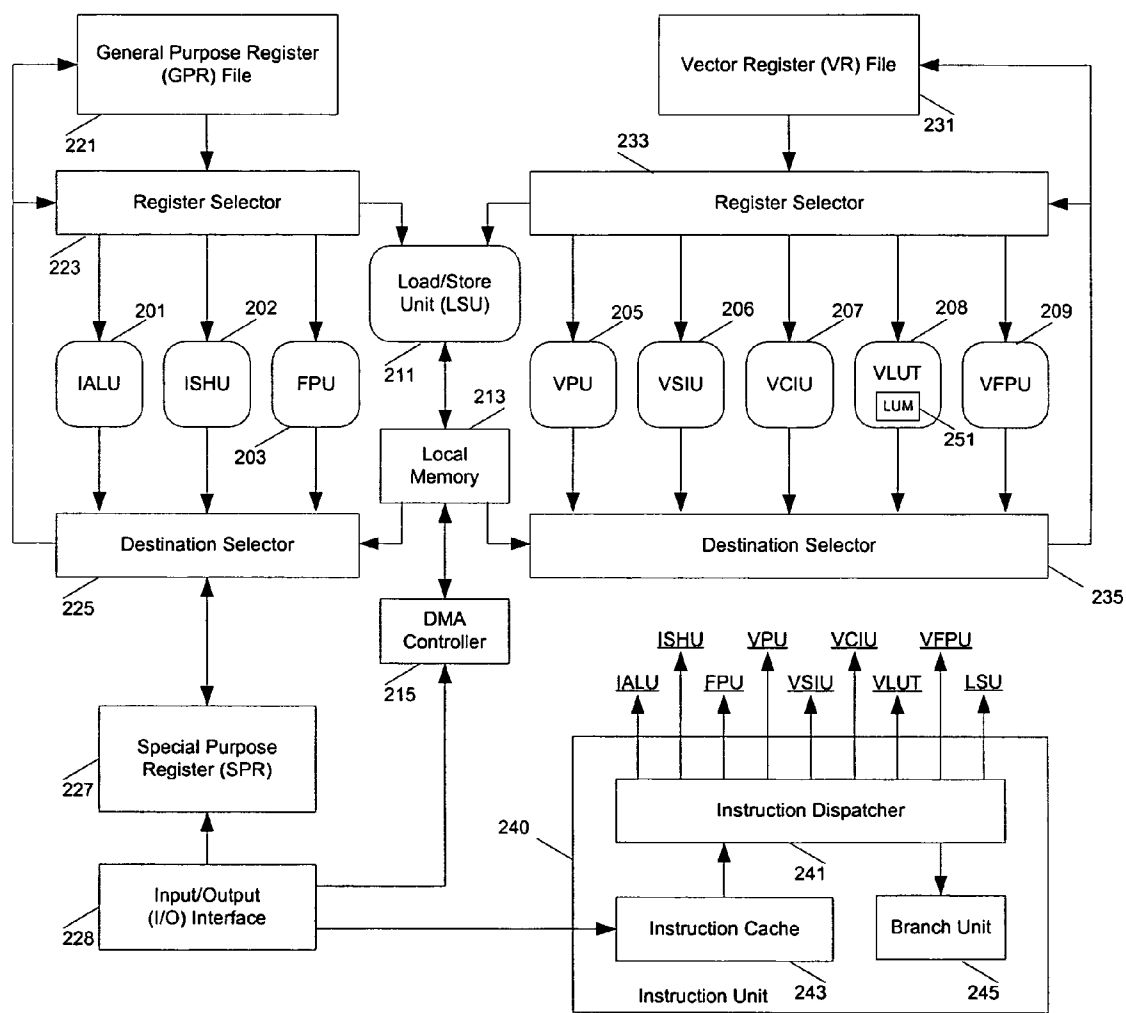 General Purpose Register
(GPR) File
221
Vector Register (VR) File
231
233
Register Selector
223
Register Selector
Load/Store
Unit (LSU)
211
201
IALU
202
ISHU
FPU
203
205
VPU
206
VSIU
207
VCIU
208
VLUT
LUM
251
209
VFPU
213
Local
Memory
Destination Selector
225
Destination Selector
235
DMA
Controller
215
Special Purpose
Register (SPR)
227
Input/Output
(I/O) Interface
228
ISHU
VPU
VCIU
VFPU
IALU
FPU
VSIU
VLUT
LSU
240
Instruction Dispatcher
241
Instruction Cache
243
Branch Unit
245
Instruction Unit